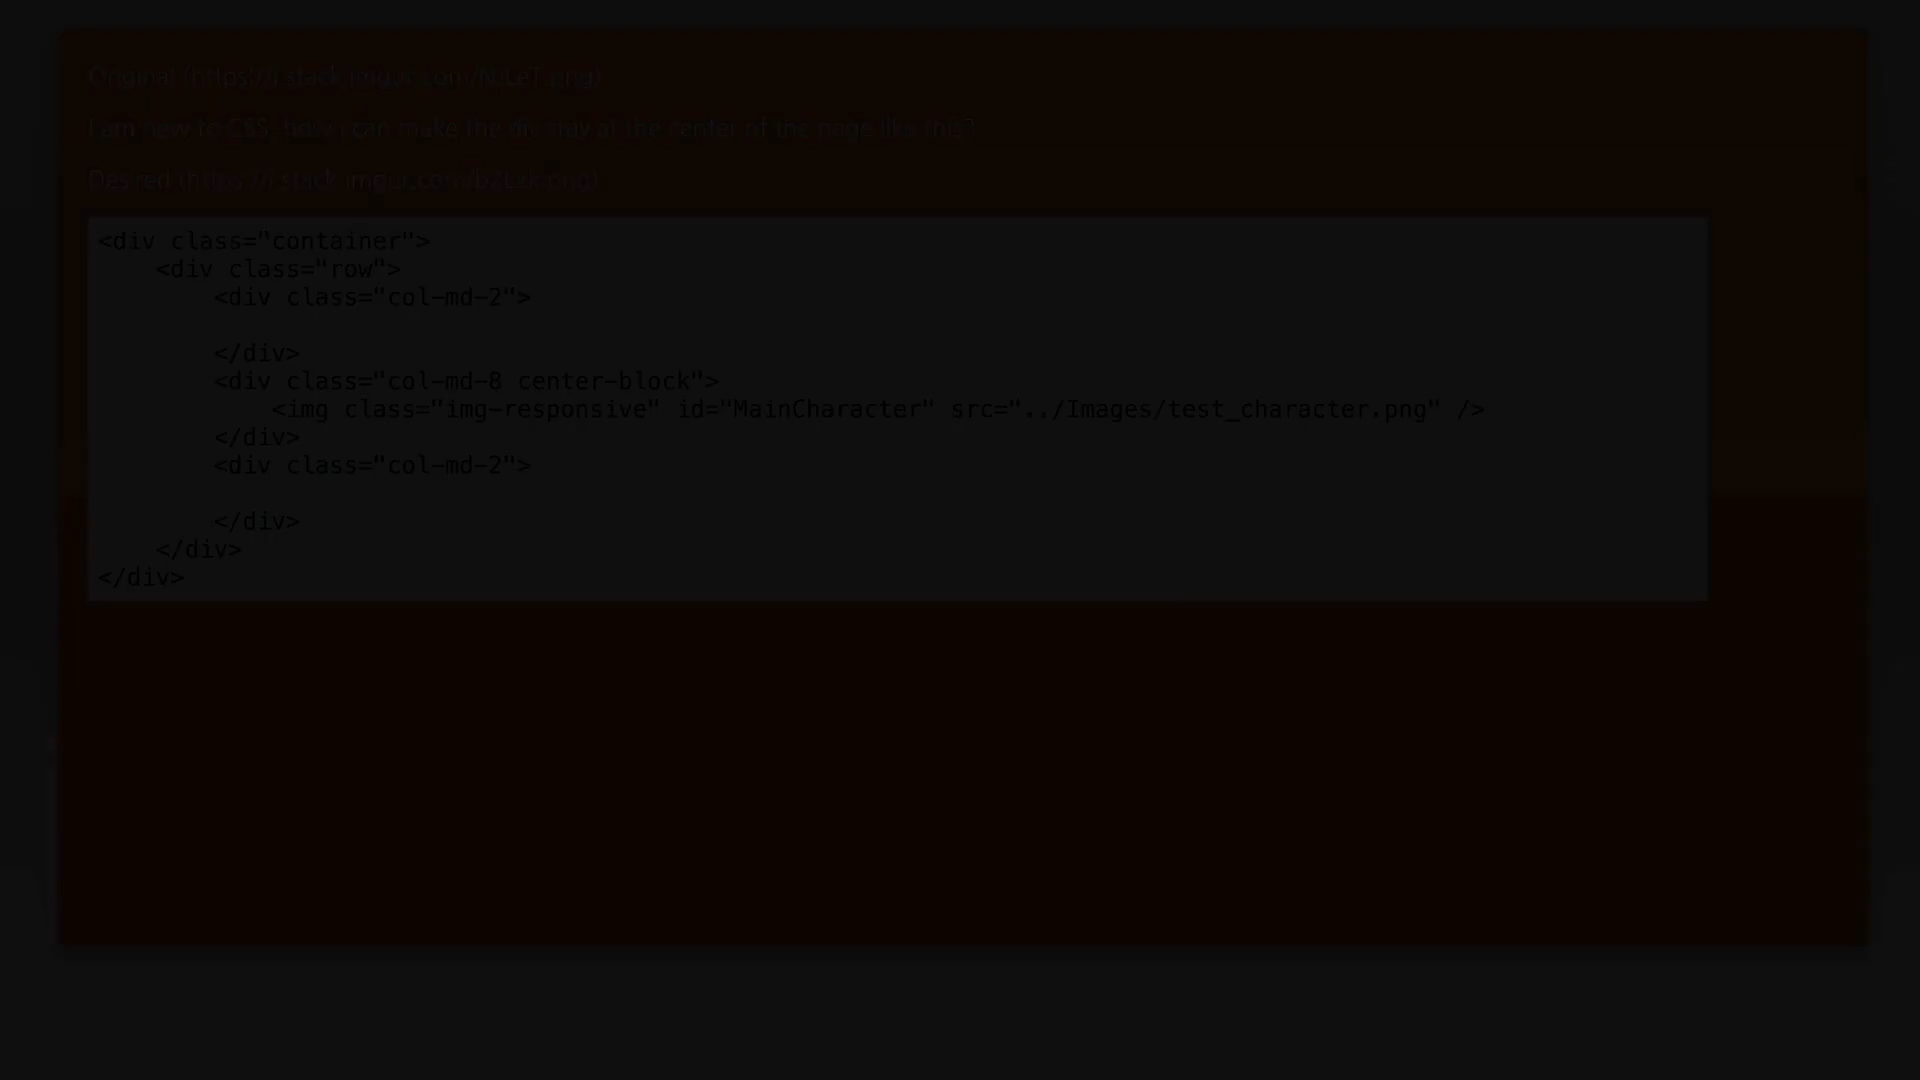 Original (https://i.stack.imgur.com/
I am new to CSS, how i can make the div stay at the center of the page like this?
Desired (https://i.stack.imgur.com/
<div class="container">
    <div class="row">
        <div class="col-md-2">
        </div>
        <div class="col-md-8 center-block">
            <img class="img-responsive" id="MainCharacter" src="../Images/test_character.png" />
        </div>
        <div class="col-md-2">
        </div>
    </div>
</div>